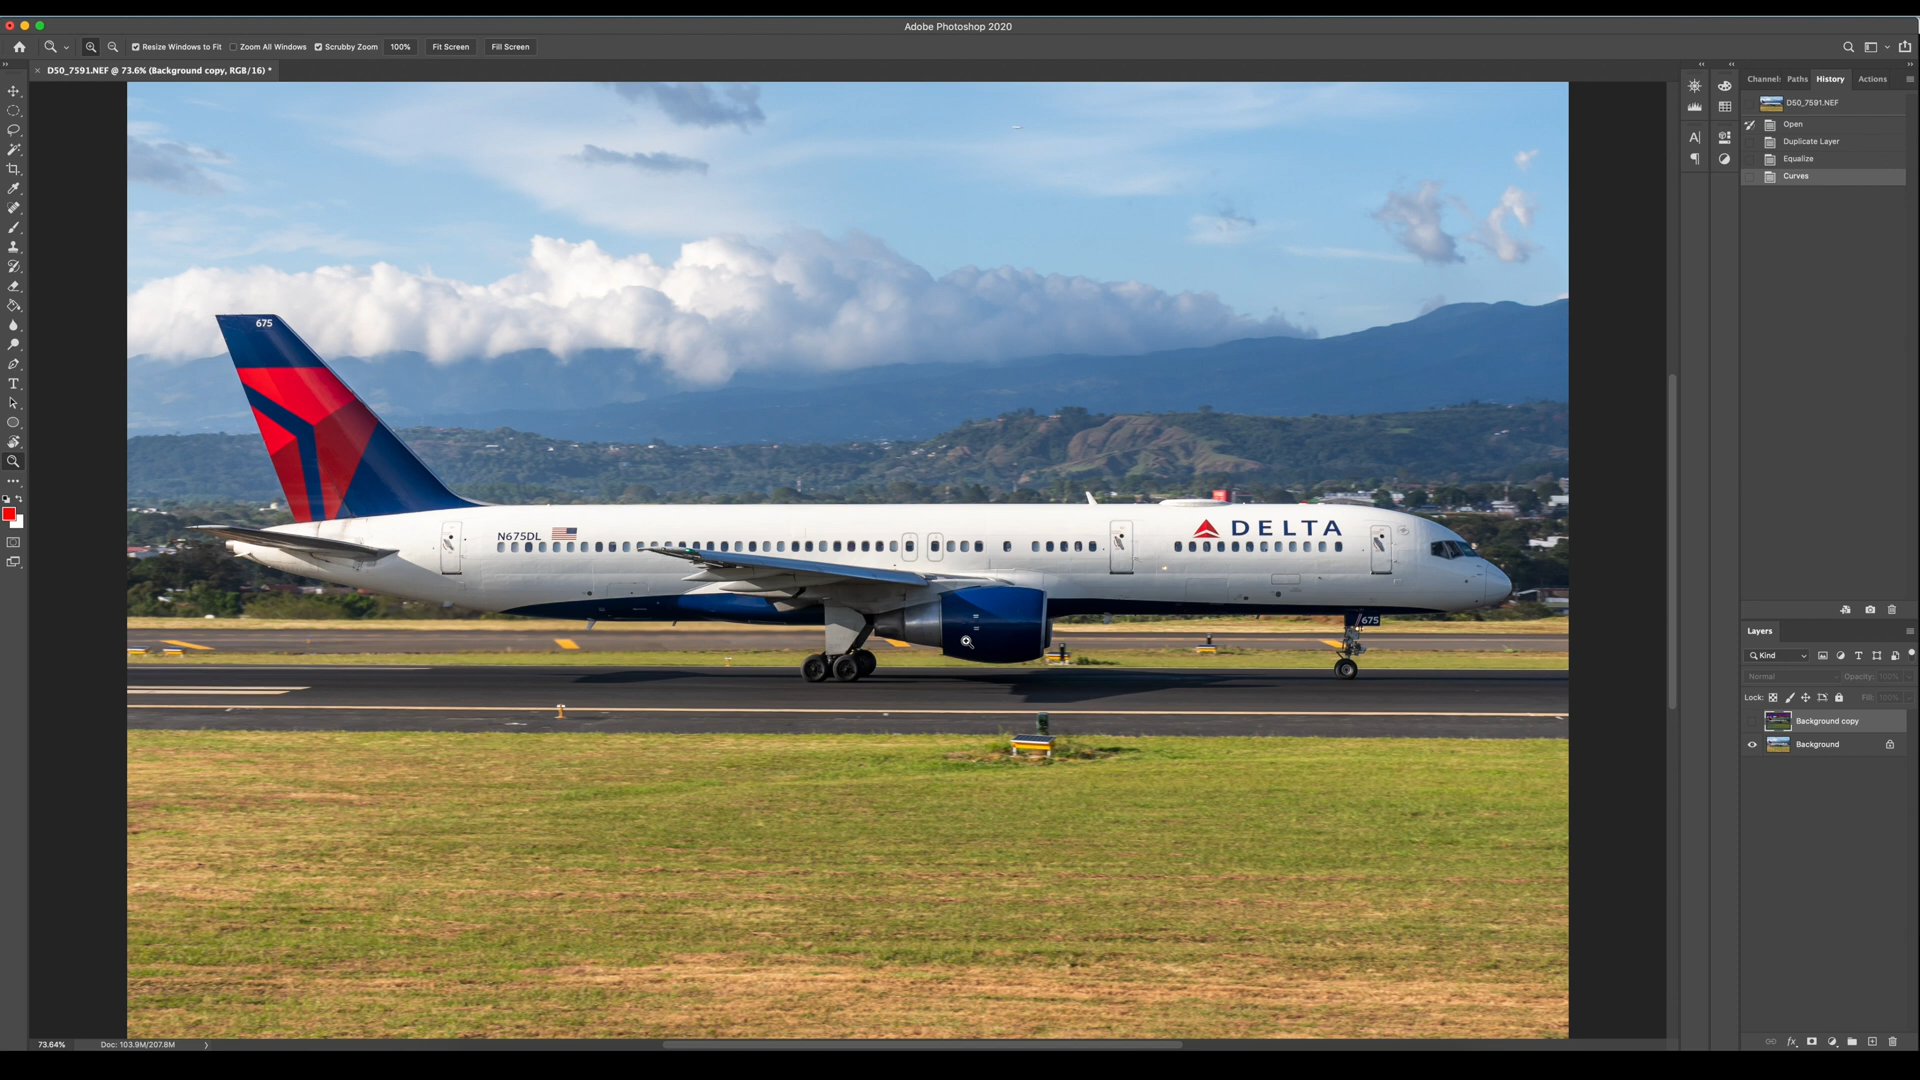 Adobe Photoshop 2020
Resize Windows to Fit Zoom All Windows Scrubby Zoom 100% Fit Screen Fill Screen
D50_7591.NEF @ 73.6% (Background copy, RGB/16) *
Channels Paths History Actions
D50_7591.NEF
Open
Duplicate Layer
Equalize
Curves
675
N675DL
DELTA
675
Layers
Kind
Normal Opacity: 100%
Lock: Fill: 100%
Background copy
Background
73.64% Doc: 103.9M/207.8M